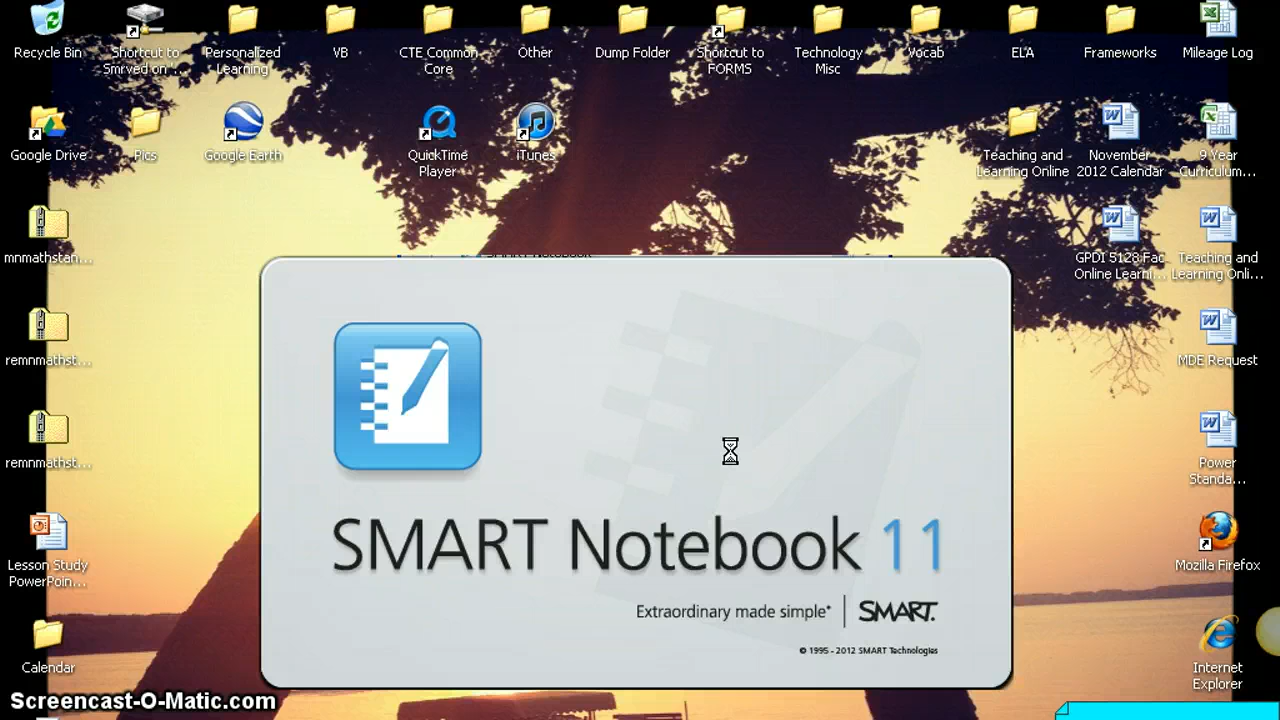 Recycle Bin
Shortcut to
Smrved on '...
Personalized
Learning
VB
CTE Common
Core
Other
Dump Folder
Shortcut to
FORMS
Technology
Misc
Vocab
ELA
Frameworks
Mileage Log
Google Drive
Pics
Google Earth
QuickTime
Player
iTunes
Teaching and
Learning Online
November
2012 Calendar
9 Year
Curriculum...
mnmathstan...
GPDI 5128 Fac
Online Learni...
Teaching and
Learning Onli...
remnmathst...
MDE Request
remnmathst...
Power
Standa...
Lesson Study
PowerPoin...
Mozilla Firefox
Calendar
Internet
Explorer
SMART Notebook 11
Extraordinary made simple*
SMART.
© 1995 - 2012 SMART Technologies
Screencast-O-Matic.com